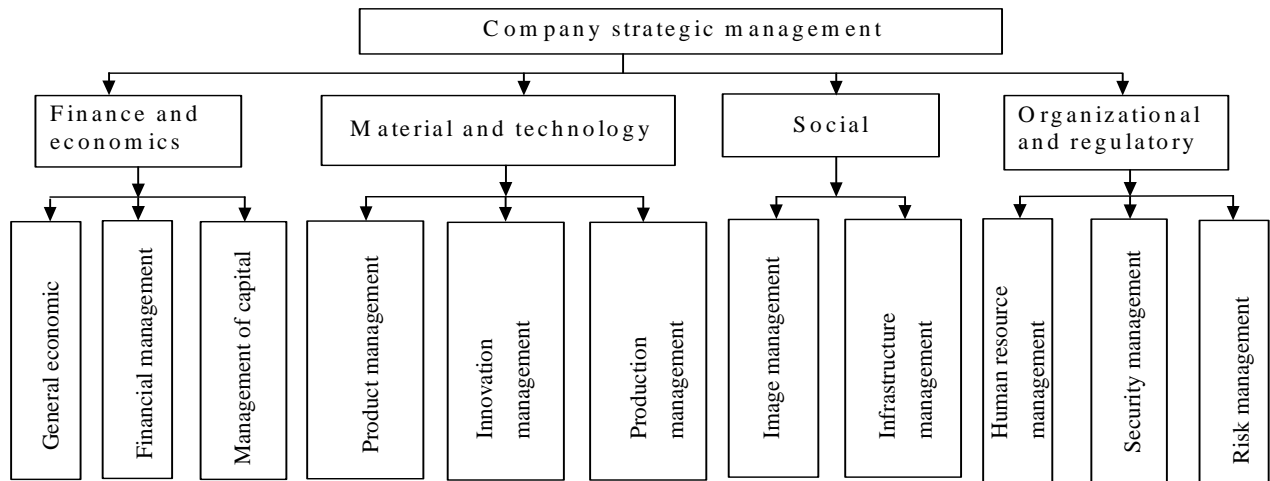 Company strategic management
Finance and
economics
Material and technology
Social
Organizational
and regulatory
General economic
Financial management
Management of capital
Product management
Innovation
management
Production
management
Image management
Infrastructure
management
Human resource
management
Security management
Risk management